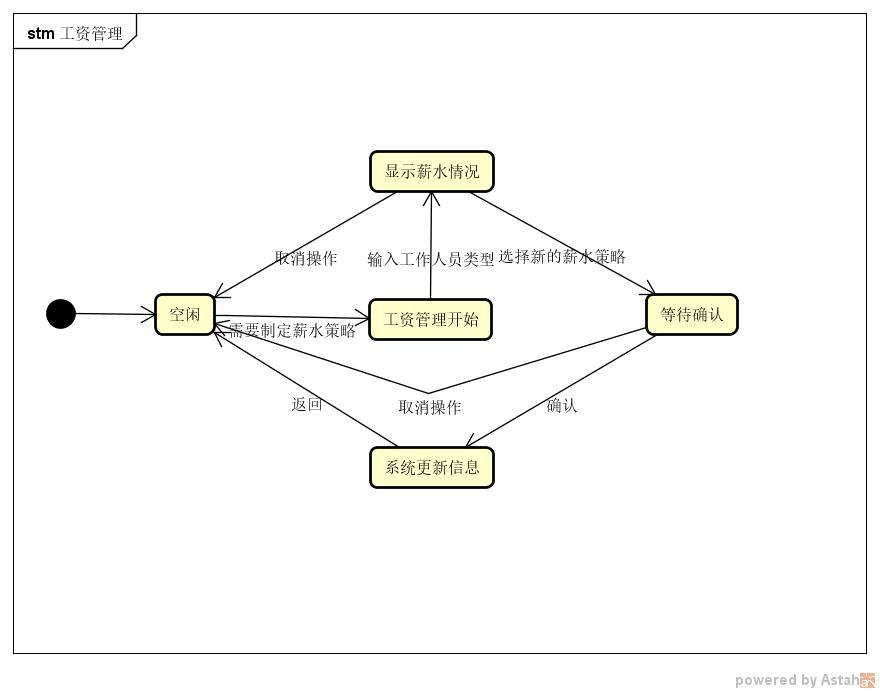 stm 工资管理
显示薪水情况
取消操作
输入工作人员类型
选择新的薪水策略
空闲
工资管理开始
等待确认
需要制定薪水策略
返回
取消操作
确认
系统更新信息
powered by Astah